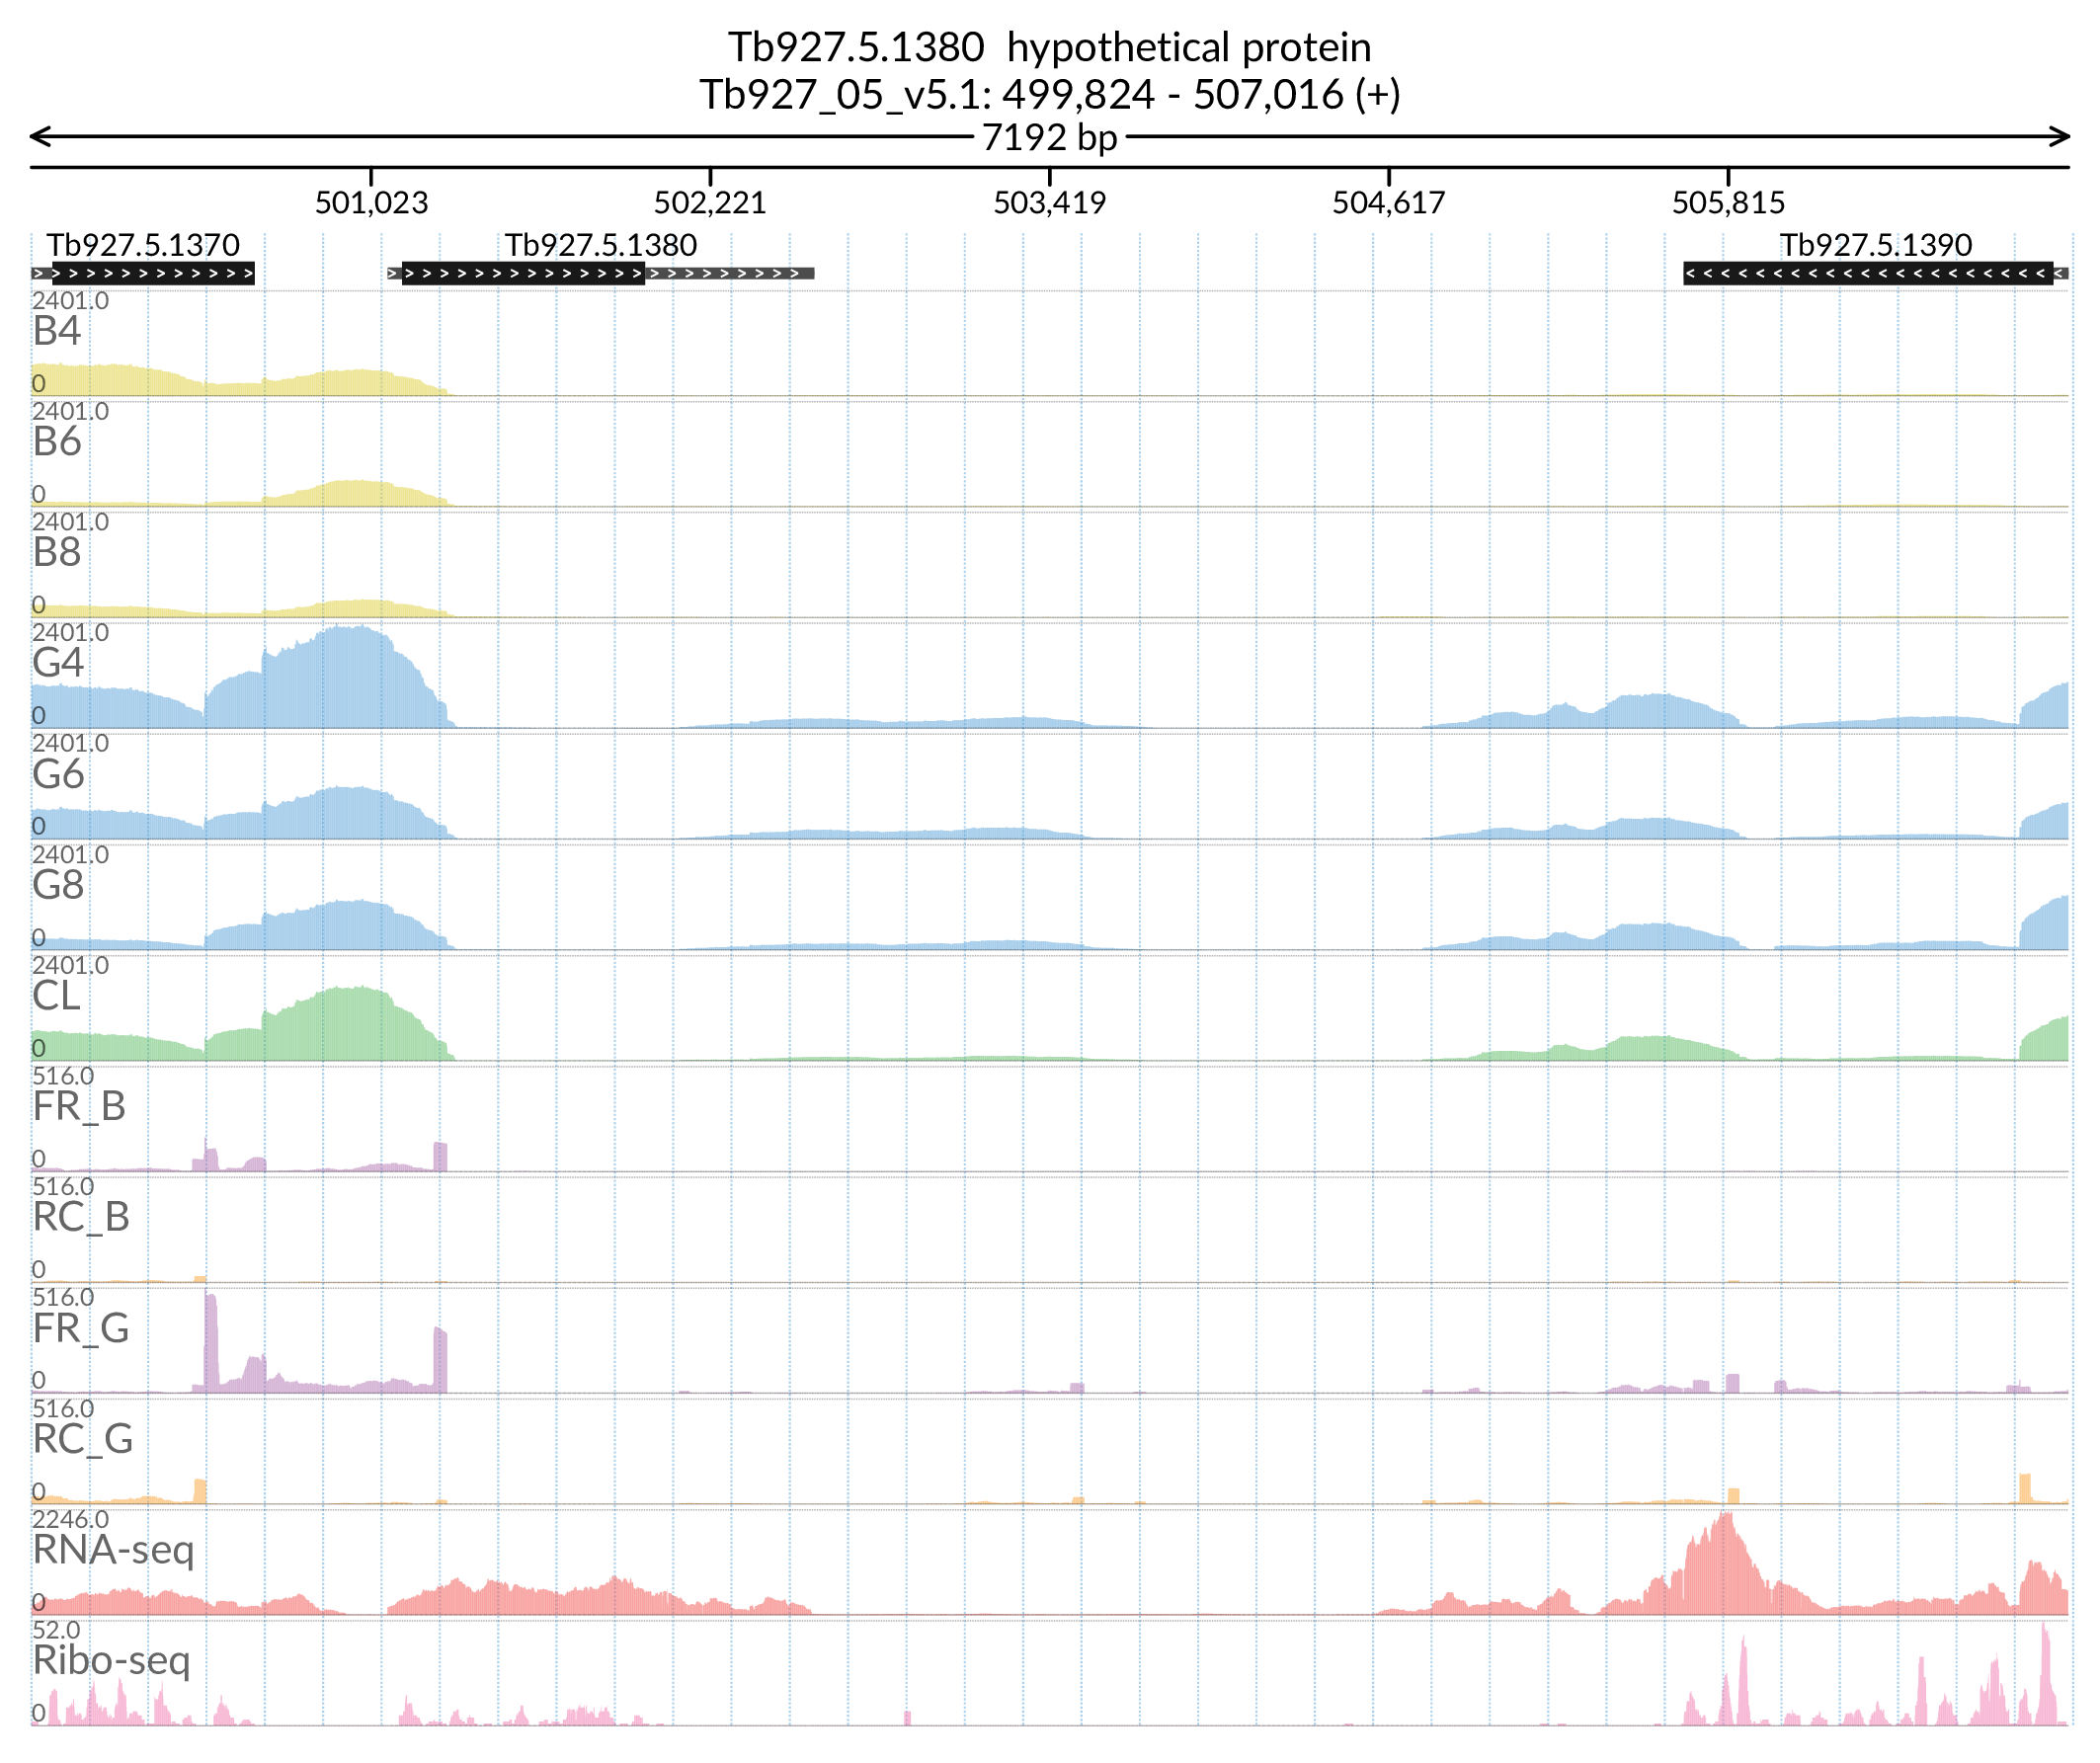 Tb927.5.1380  hypothetical protein
Tb927_05_v5.1: 499,824 - 507,016 (+)
7192 bp
501,023 502,221 503,419 504,617 505,815
Tb927.5.1370 Tb927.5.1380 Tb927.5.1390
2401.0
B4
0
2401.0
B6
0
2401.0
B8
0
2401.0
G4
0
2401.0
G6
0
2401.0
G8
0
2401.0
CL
0
516.0
FR_B
0
516.0
RC_B
0
516.0
FR_G
0
516.0
RC_G
0
2246.0
RNA-seq
0
52.0
Ribo-seq
0